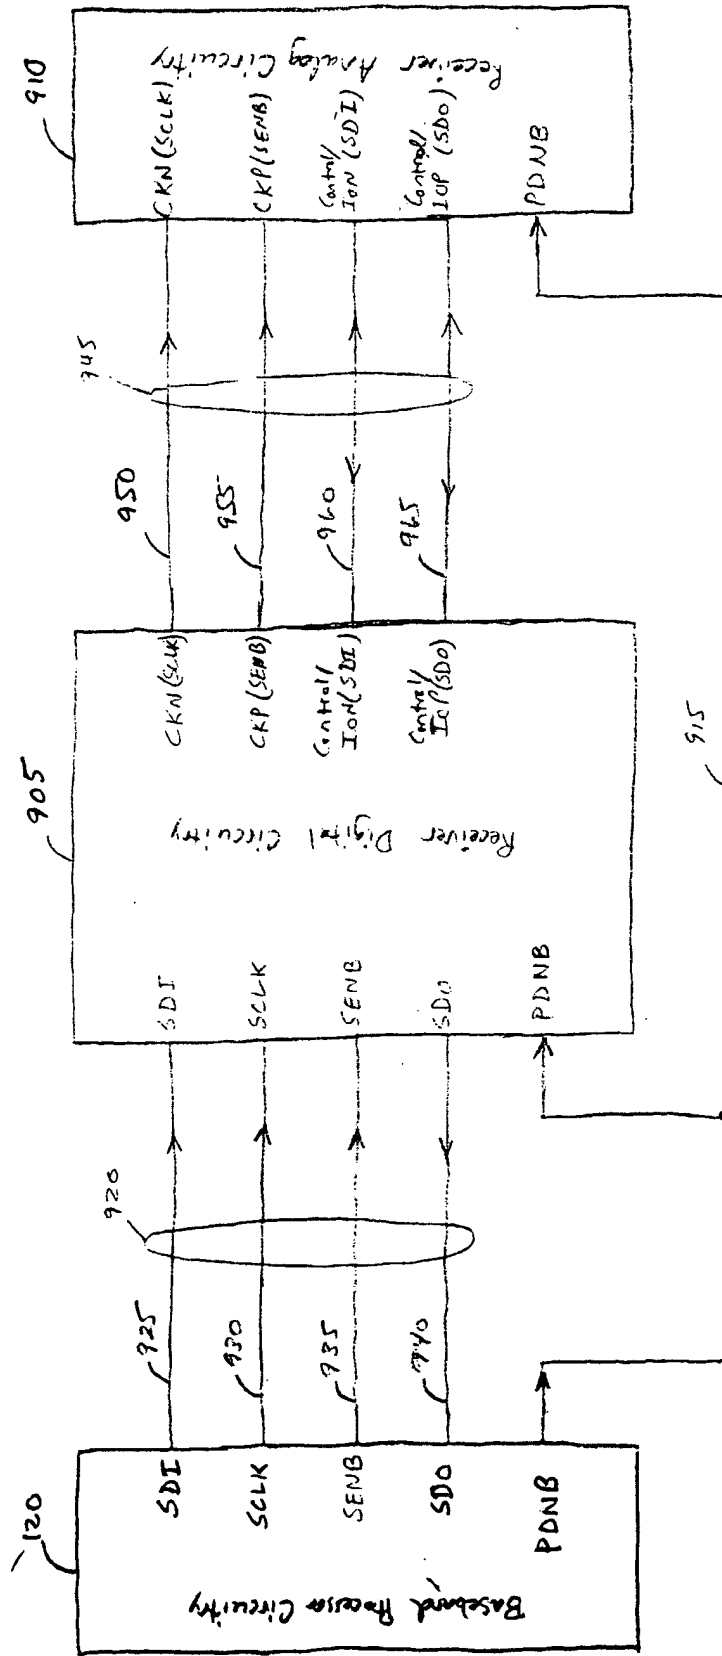 120
Baseband Processor Circuitry
SDI
SCLK
SENB
SDO
PDNB
925
930
935
940
920
905
SDI
SCLK
SENB
SDO
PDNB
Receiver Digital Circuitry
CKN(SCLK)
CKP(SENB)
Control/
ION(SDI)
Control/
IOP(SDO)
950
955
960
965
945
915
910
CKN(SCLK)
CKP(SENB)
Control/
ION(SDI)
Control/
IOP(SDO)
PDNB
Receiver Analog Circuitry